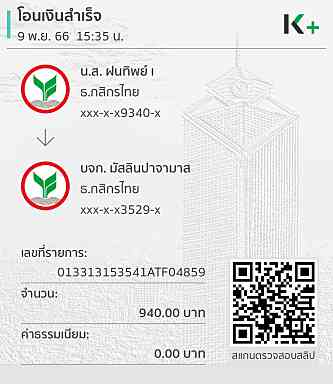 โอนเงินสำเร็จ
9 พ.ย. 66 15:35 น.
K+
น.ส. ฝนทิพย์ เ
ธ.กสิกรไทย
xxx-x-x9340-x
บจก. มัสลินปาจามาส
ธ.กสิกรไทย
xxx-x-x3529-x
เลขที่รายการ:
013313153541ATF04859
จำนวน:
940.00 บาท
ค่าธรรมเนียม:
0.00 บาท
สแกนตรวจสอบสลิป